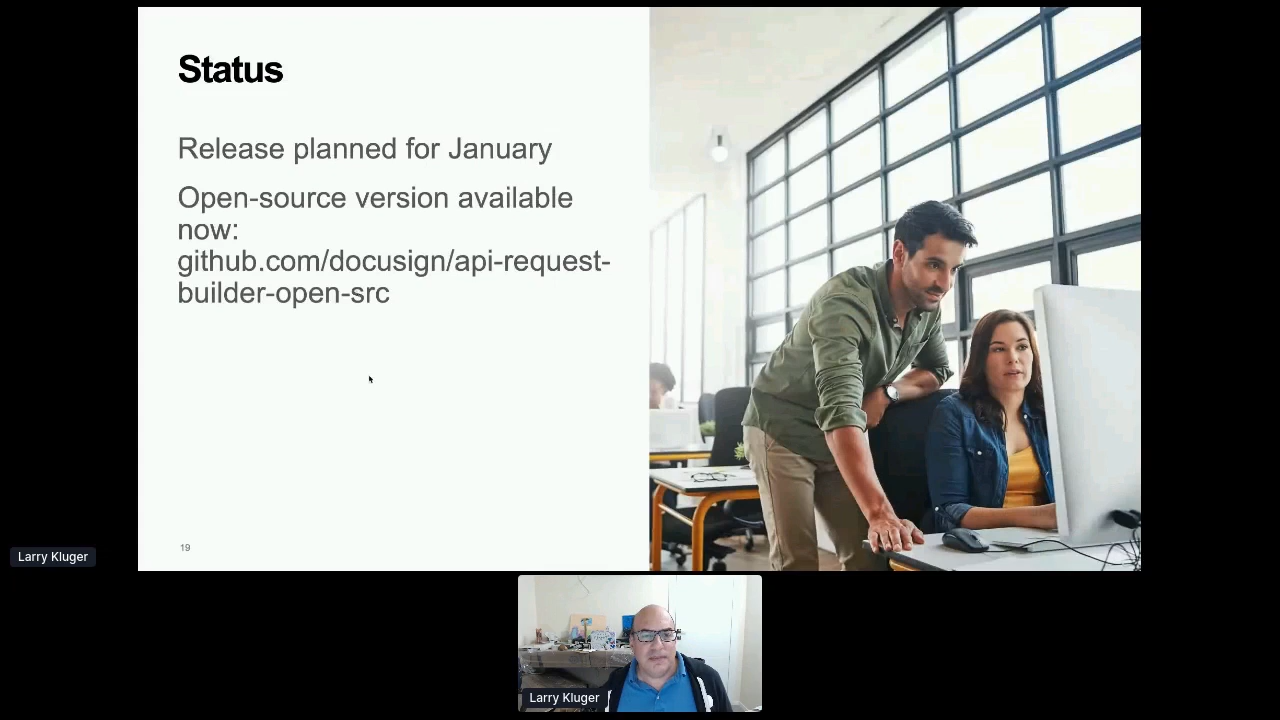 Status
Release planned for January
Open-source version available
now:
github.com/docusign/api-request-
builder-open-src
19
Larry Kluger
Larry Kluger